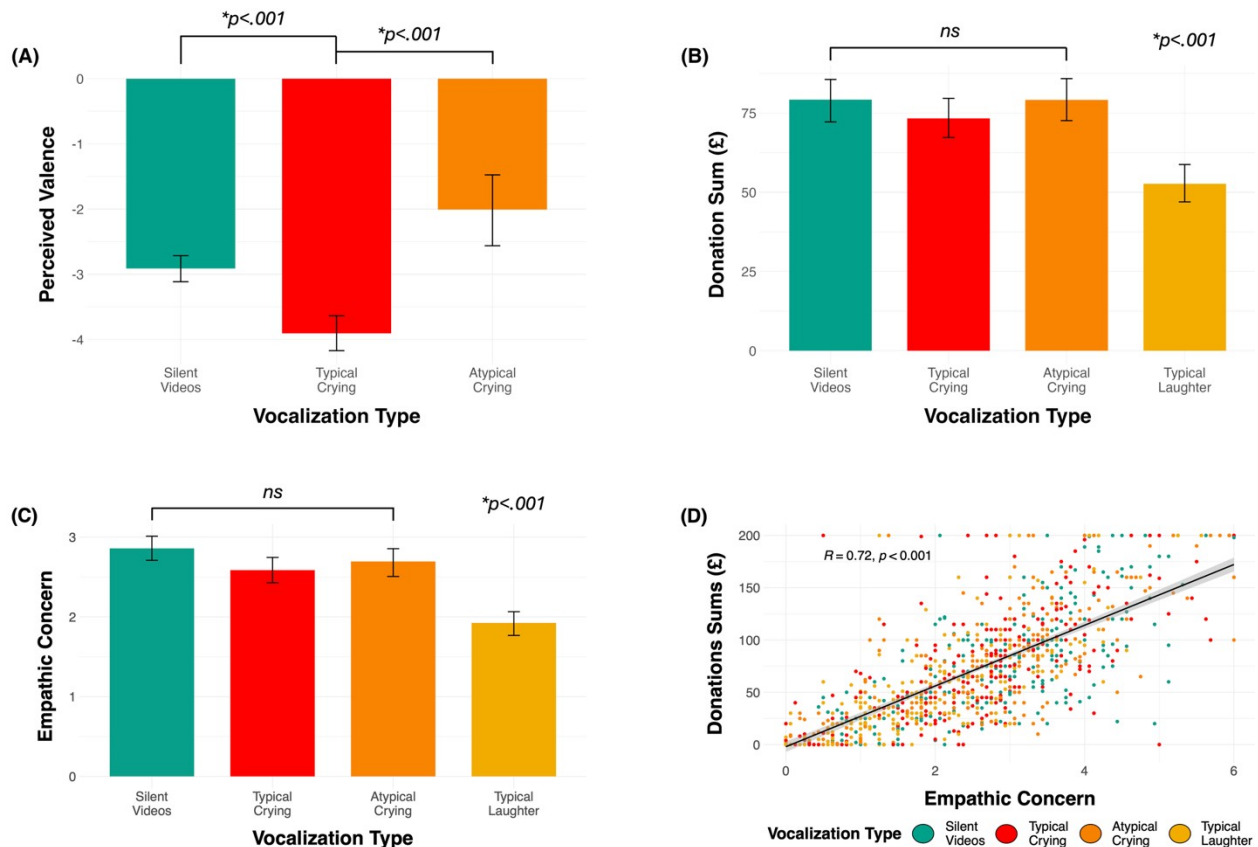 (A)
*p<.001
*p<.001
0
-1
-2
-3
-4
Perceived Valence
Silent
Videos
Typical
Crying
Atypical
Crying
Vocalization Type
(B)
ns
*p<.001
75
50
25
0
Donation Sum (£)
Silent
Videos
Typical
Crying
Atypical
Crying
Typical
Laughter
Vocalization Type
(C)
ns
*p<.001
3
2
1
0
Empathic Concern
Silent
Videos
Typical
Crying
Atypical
Crying
Typical
Laughter
Vocalization Type
(D)
R = 0.72, p < 0.001
200
150
100
50
0
Donations Sums (£)
0 2 4 6
Empathic Concern
Vocalization Type
Silent
Videos
Typical
Crying
Atypical
Crying
Typical
Laughter